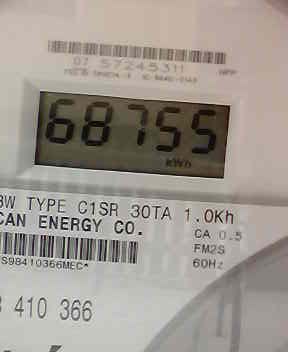 07 57245311
68755
kWh
3W TYPE C1SR 30TA 1.0Kh
CAN ENERGY CO.
CA 0.5
FM2S
S98410366MEC*
60Hz
410 366